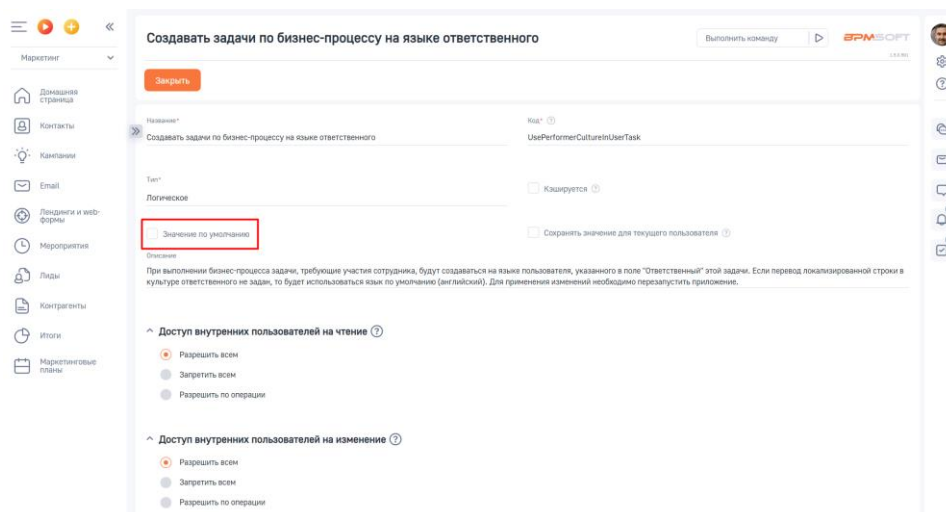 Маркетинг
Домашняя
страница
Контакты
Кампании
Email
Лендинги и web-
формы
Мероприятия
Лиды
Контрагенты
Итоги
Маркетинговые
планы
Создавать задачи по бизнес-процессу на языке ответственного
Выполнить команду
BPMSOFT
Закрыть
Название*
Создавать задачи по бизнес-процессу на языке ответственного
Код*
UsePerformerCultureInUserTask
Тип*
Логическое
Кэшируется
Значение по умолчанию
Сохранять значение для текущего пользователя
Описание
При выполнении бизнес-процесса задачи, требующие участия сотрудника, будут создаваться на языке пользователя, указанного в поле "Ответственный" этой задачи. Если перевод локализированной строки в
культуре ответственного не задан, то будет использоваться язык по умолчанию (английский). Для применения изменений необходимо перезапустить приложение.
Доступ внутренних пользователей на чтение
Разрешить всем
Запретить всем
Разрешить по операции
Доступ внутренних пользователей на изменение
Разрешить всем
Запретить всем
Разрешить по операции